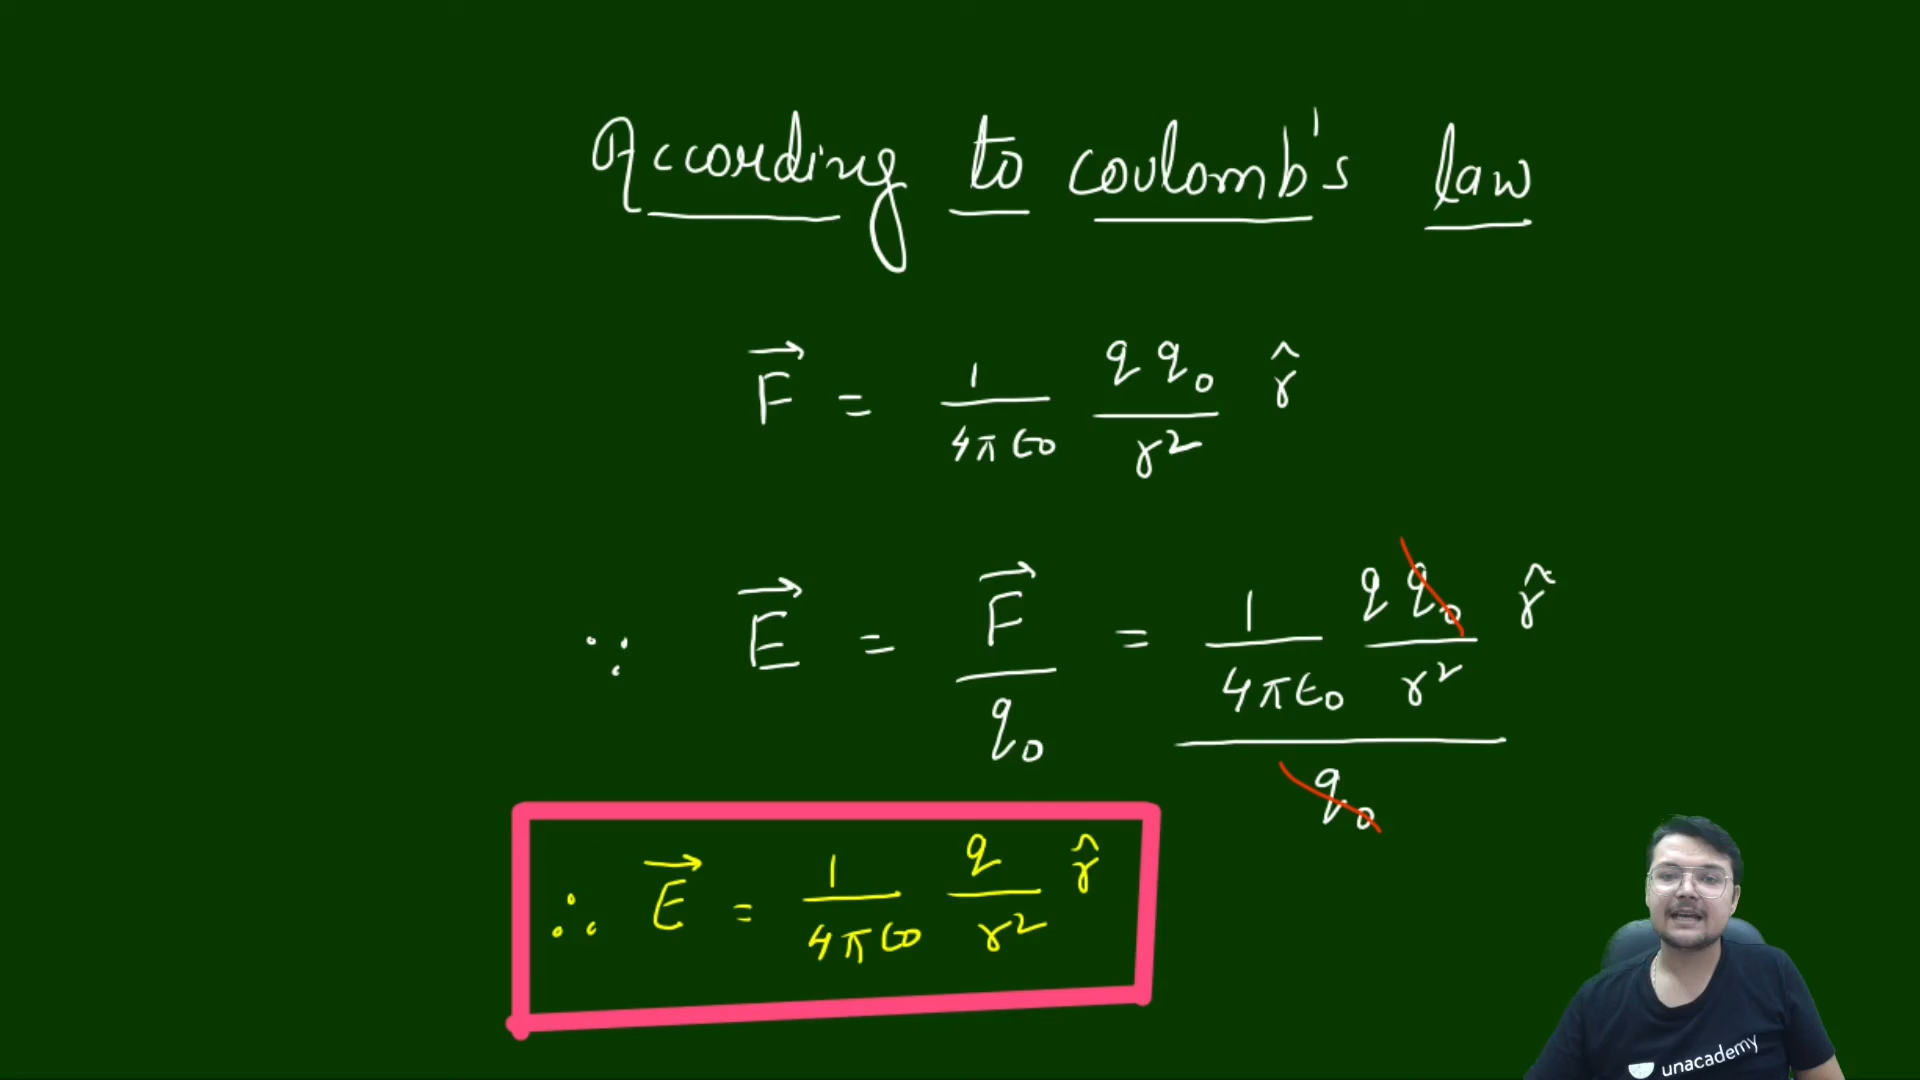 According to coulomb's law
F⃗ = 1/4πϵ0 qq0/r² r̂
∵ E⃗ = F⃗/q0 = (1/4πϵ0 qq0/r² r̂)/q0
∴ E⃗ = 1/4πϵ0 q/r² r̂
unacademy